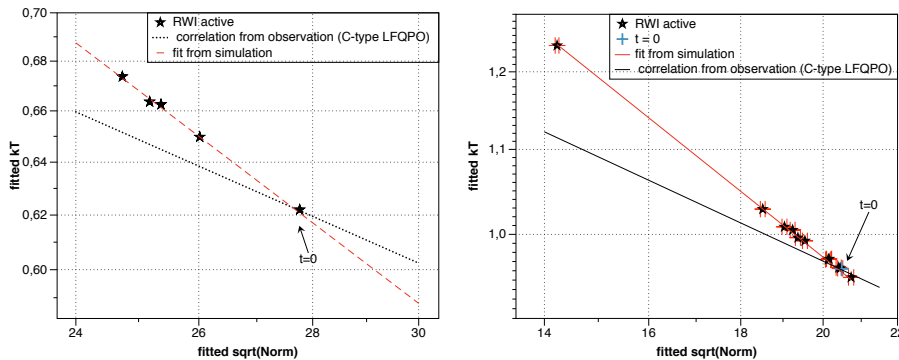 0,70
0,68
0,66
0,64
0,62
0,60
fitted kT
RWI active
correlation from observation (C-type LFQPO)
fit from simulation
t=0
24
26
28
30
fitted sqrt(Norm)
1,2
1,1
1,0
fitted kT
RWI active
t = 0
fit from simulation
correlation from observation (C-type LFQPO)
t=0
14
16
18
20
22
fitted sqrt(Norm)